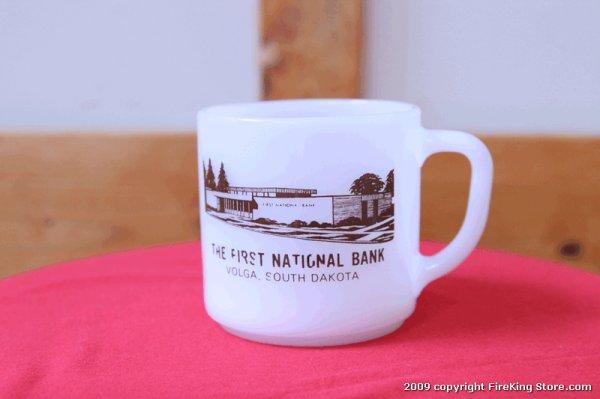 FIRST NATIONAL BANK
THE FIRST NATIONAL BANK
VOLGA, SOUTH DAKOTA
2009 copyright FireKing Store.com